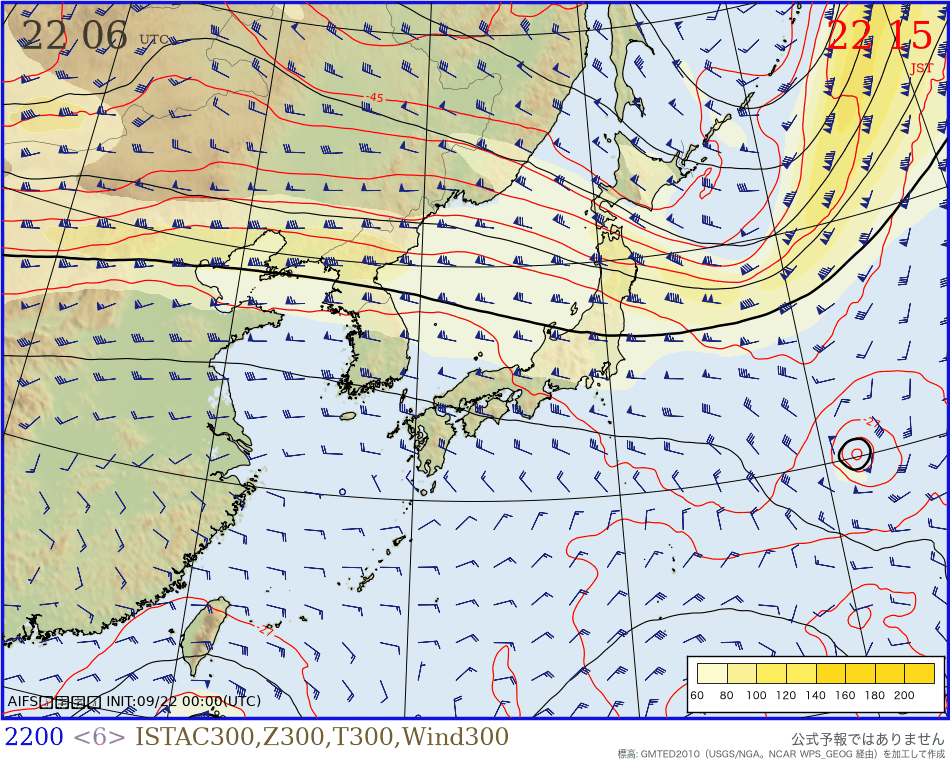 22 06 UTC
22 15
JST
-45
-27
-27
60 80 100 120 140 160 180 200
AIFS INIT:09/22 00:00(UTC)
2200 <6> ISTAC300,Z300,T300,Wind300
公式予報ではありません
標高: GMTED2010（USGS/NGA。NCAR WPS_GEOG 経由）を加工して作成